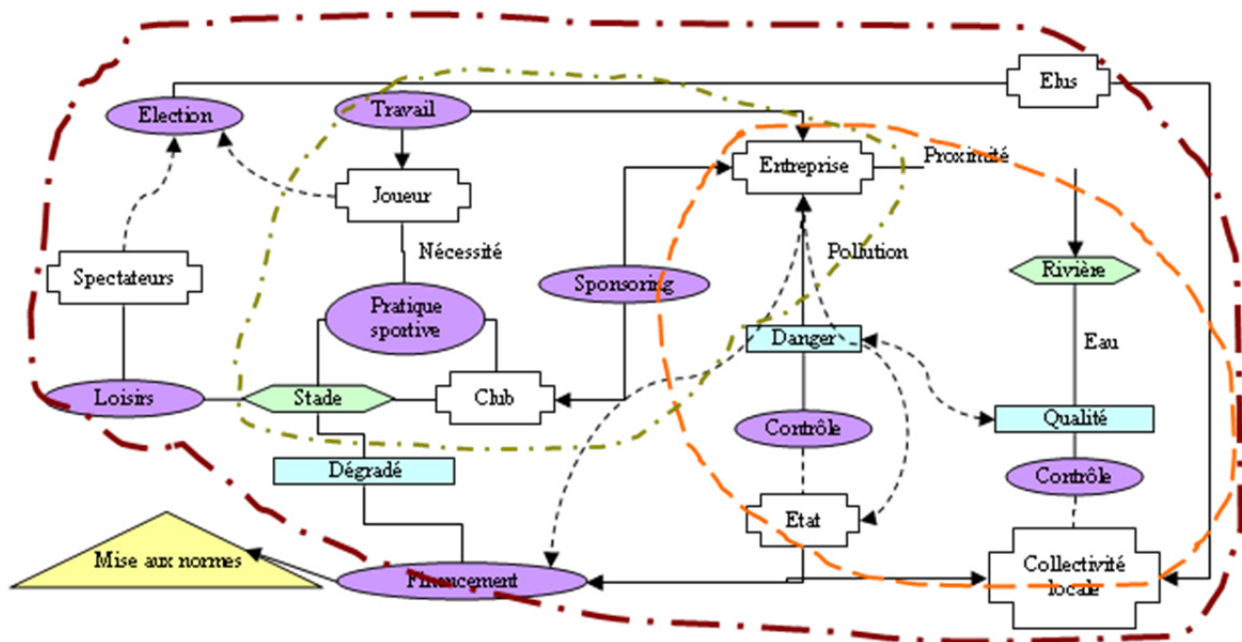 Elus
Election
Travail
Entreprise
Proximité
Joueur
Nécessité
Pollution
Spectateurs
Sponsoring
Rivière
Pratique
sportive
Danger
Eau
Loisirs
Stade
Club
Qualité
Contrôle
Dégradé
Contrôle
Etat
Mise aux normes
Financement
Collectivité
locale